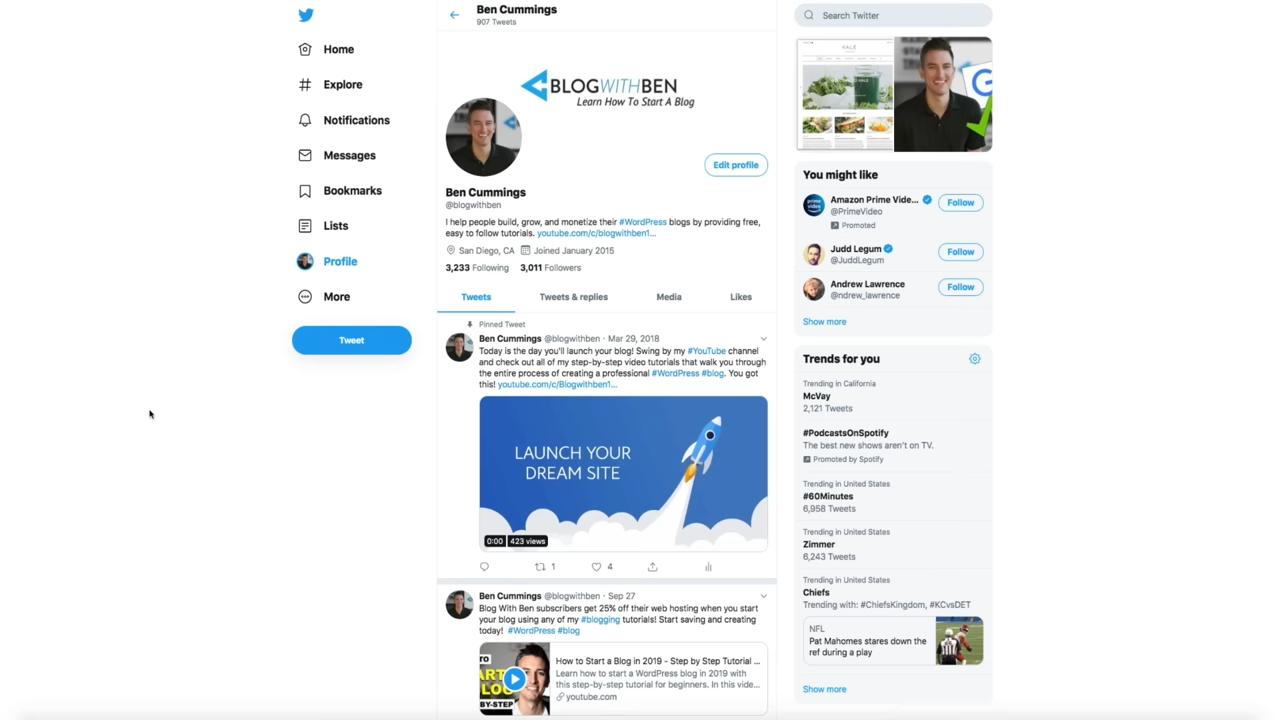 Home
Explore
Notifications
Messages
Bookmarks
Lists
Profile
More
Tweet
Ben Cummings
907 Tweets
BLOGWITHBEN
Learn How To Start A Blog
Edit profile
Ben Cummings
@blogwithben
I help people build, grow, and monetize their #WordPress blogs by providing free,
easy to follow tutorials. youtube.com/c/blogwithben1...
San Diego, CA Joined January 2015
3,233 Following 3,011 Followers
Tweets Tweets & replies Media Likes
Pinned Tweet
Ben Cummings @blogwithben · Mar 29, 2018
Today is the day you'll launch your blog! Swing by my #YouTube channel
and check out all of my step-by-step video tutorials that walk you through
the entire process of creating a professional #WordPress #blog. You got
this! youtube.com/c/Blogwithben1...
LAUNCH YOUR
DREAM SITE
0:00 423 views
1 4
Ben Cummings @blogwithben · Sep 27
Blog With Ben subscribers get 25% off their web hosting when you start
your blog using any of my #blogging tutorials! Start saving and creating
today! #WordPress #blog
BY-STEP
How to Start a Blog in 2019 - Step by Step Tutorial ...
Learn how to start a WordPress blog in 2019 with
this step-by-step tutorial for beginners. In this vide...
youtube.com
Search Twitter
KALE
G
You might like
Amazon Prime Vide...
@PrimeVideo
Promoted
Follow
Judd Legum
@JuddLegum
Follow
Andrew Lawrence
@ndrew_lawrence
Follow
Show more
Trends for you
Trending in California
McVay
2,121 Tweets
#PodcastsOnSpotify
The best new shows aren't on TV.
Promoted by Spotify
Trending in United States
#60Minutes
6,958 Tweets
Trending in United States
Zimmer
6,243 Tweets
Trending in United States
Chiefs
Trending with: #ChiefsKingdom, #KCvsDET
NFL
Pat Mahomes stares down the
ref during a play
Show more